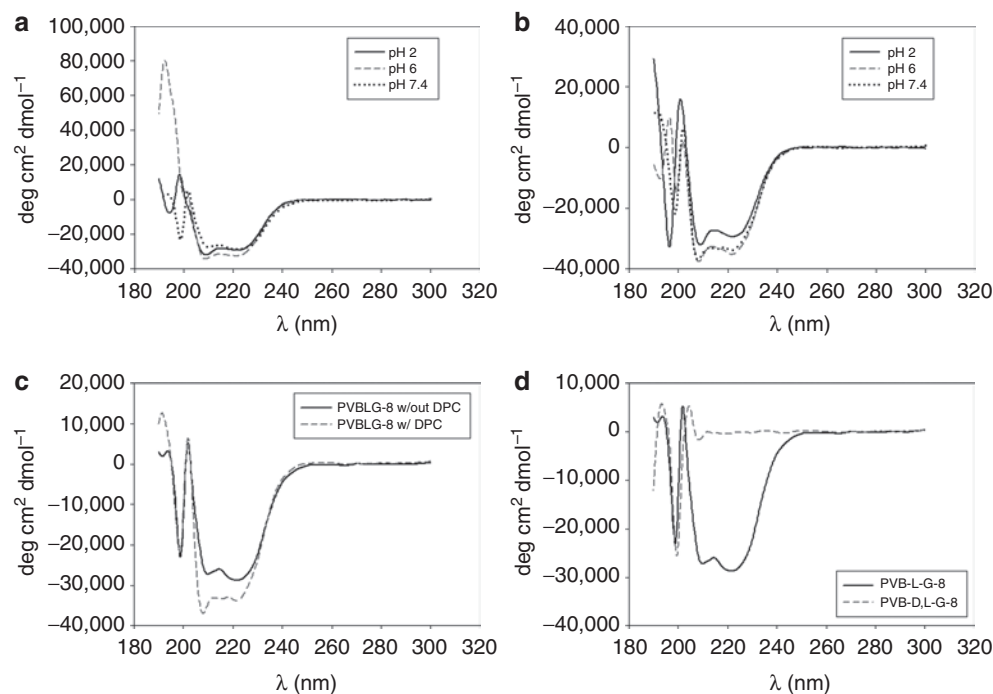 a
100,000
80,000
60,000
40,000
20,000
0
−20,000
−40,000
deg cm² dmol⁻¹
pH 2
pH 6
pH 7.4
180 200 220 240 260 280 300 320
λ (nm)
b
40,000
20,000
0
−20,000
−40,000
deg cm² dmol⁻¹
pH 2
pH 6
pH 7.4
180 200 220 240 260 280 300 320
λ (nm)
c
20,000
10,000
0
−10,000
−20,000
−30,000
−40,000
deg cm² dmol⁻¹
PVBLG-8 w/out DPC
PVBLG-8 w/ DPC
180 200 220 240 260 280 300 320
λ (nm)
d
10,000
0
−10,000
−20,000
−30,000
−40,000
deg cm² dmol⁻¹
PVB-L-G-8
PVB-D,L-G-8
180 200 220 240 260 280 300 320
λ (nm)